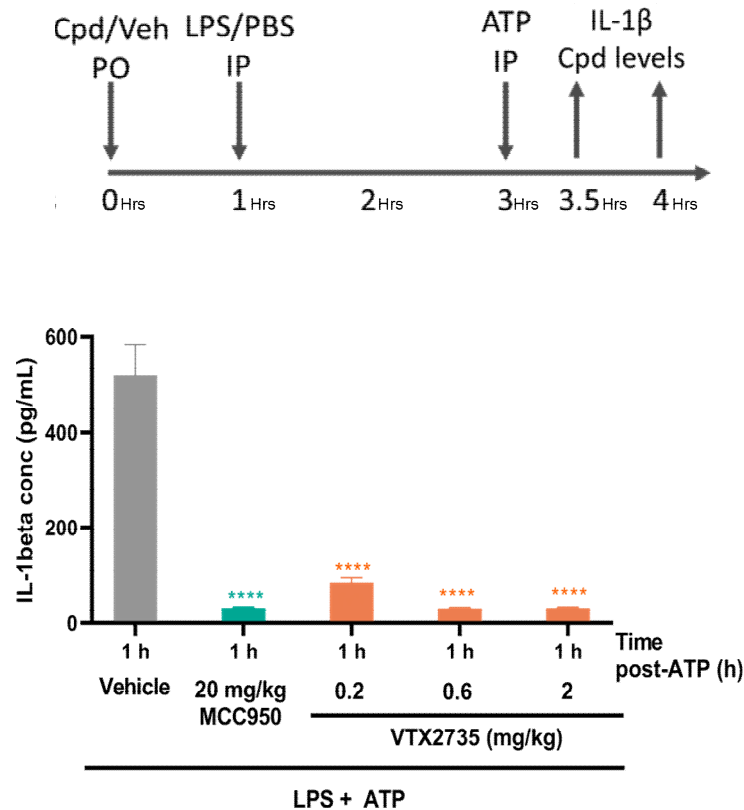 Cpd/Veh LPS/PBS ATP IL-1β
PO IP IP Cpd levels
0Hrs 1Hrs 2Hrs 3Hrs 3.5Hrs 4Hrs
IL-1beta conc (pg/mL)
600
400
200
0
**** **** **** ****
1 h 1 h 1 h 1 h 1 h Time
post-ATP (h)
Vehicle 20 mg/kg 0.2 0.6 2
MCC950
VTX2735 (mg/kg)
LPS + ATP